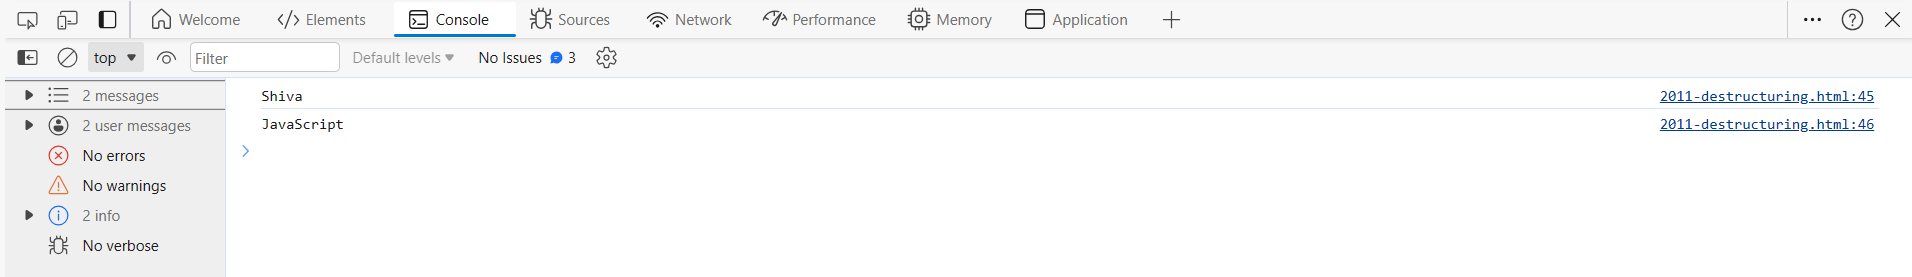 Welcome Elements Console Sources Network Performance Memory Application
top Filter Default levels No Issues 3
2 messages
2 user messages
No errors
No warnings
2 info
No verbose
Shiva 2011-destructuring.html:45
JavaScript 2011-destructuring.html:46